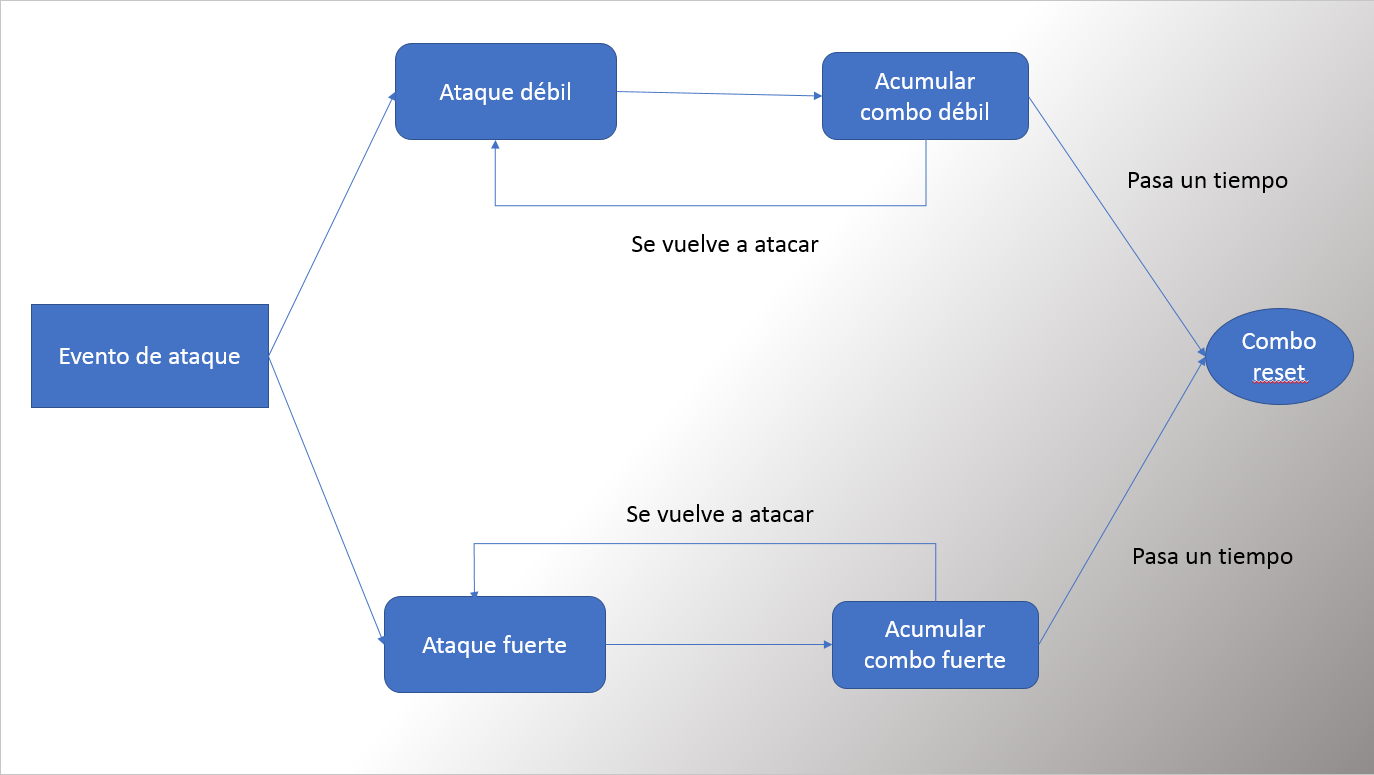 Ataque débil
Acumular
combo débil
Pasa un tiempo
Se vuelve a atacar
Evento de ataque
Combo
reset
Se vuelve a atacar
Pasa un tiempo
Ataque fuerte
Acumular
combo fuerte